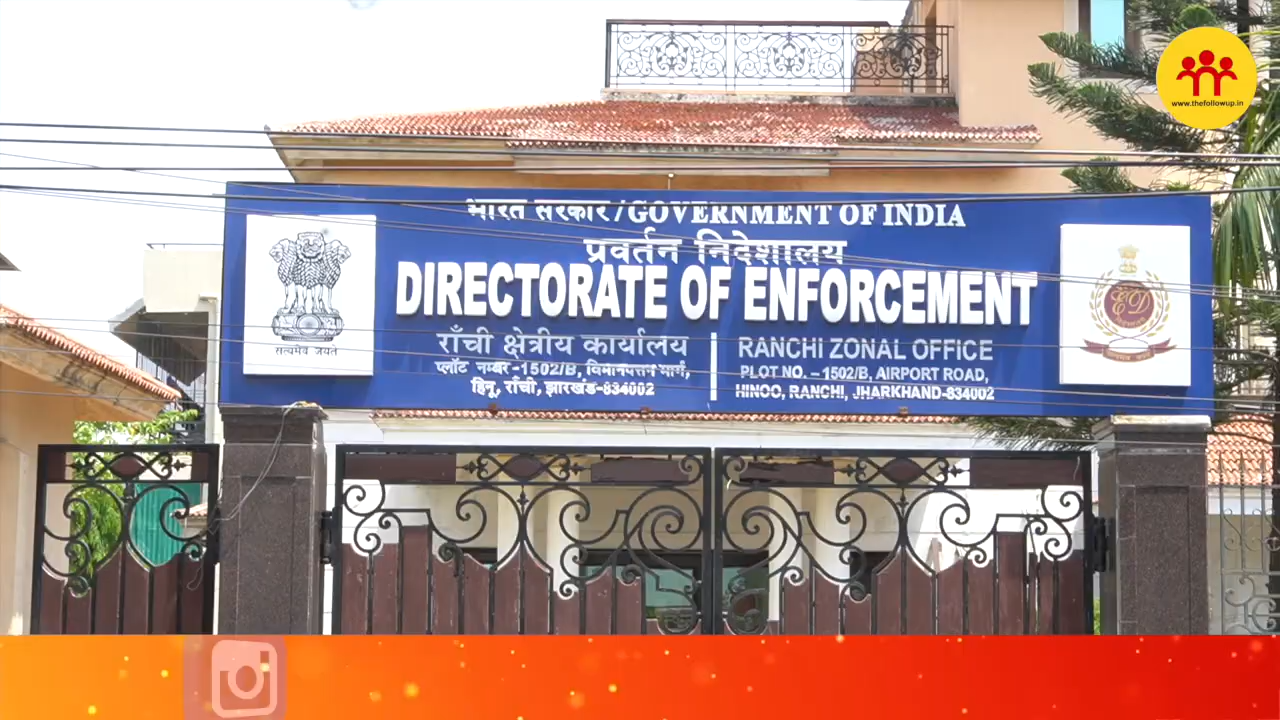 www.thefollowup.in
भारत सरकार/GOVERNMENT OF INDIA
प्रवर्तन निदेशालय
DIRECTORATE OF ENFORCEMENT
सत्यमेव जयते
राँची क्षेत्रीय कार्यालय
प्लॉट नम्बर -1502/B, विमानपत्तन मार्ग,
हिनू, राँची, झारखंड-834002
RANCHI ZONAL OFFICE
PLOT NO. - 1502/B, AIRPORT ROAD,
HINOO, RANCHI, JHARKHAND-834002
ED